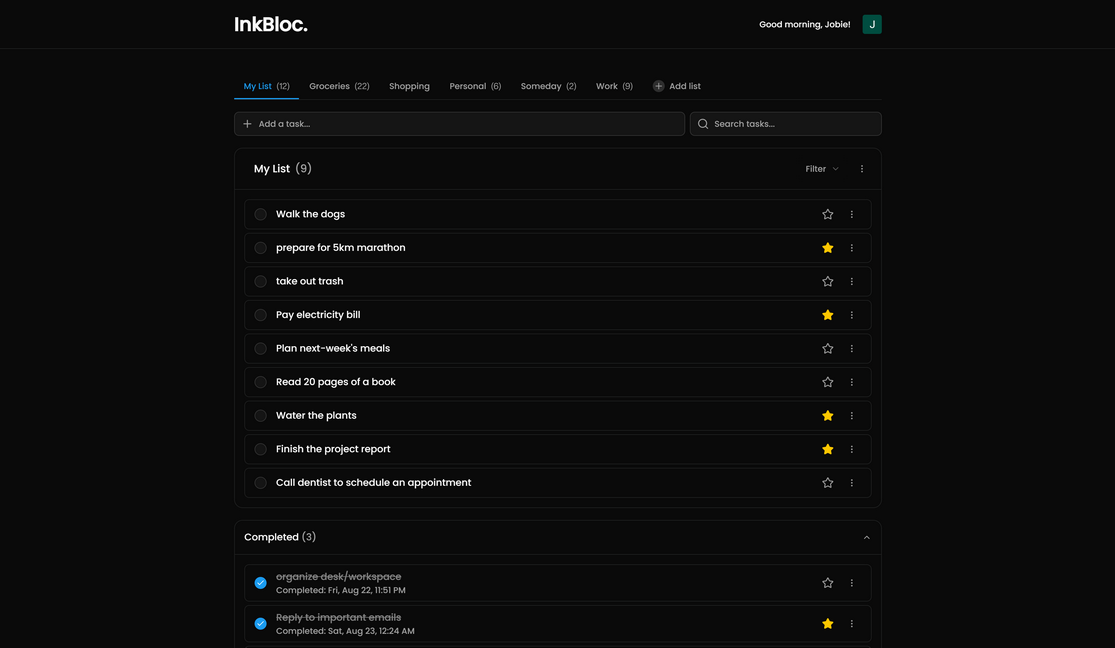 InkBloc.
Good morning, Jobie!
J
My List (12) Groceries (22) Shopping Personal (6) Someday (2) Work (9) Add list
Add a task...
Search tasks...
My List (9)
Filter
Walk the dogs
prepare for 5km marathon
take out trash
Pay electricity bill
Plan next-week's meals
Read 20 pages of a book
Water the plants
Finish the project report
Call dentist to schedule an appointment
Completed (3)
organize desk/workspace
Completed: Fri, Aug 22, 11:51 PM
Reply to important emails
Completed: Sat, Aug 23, 12:24 AM